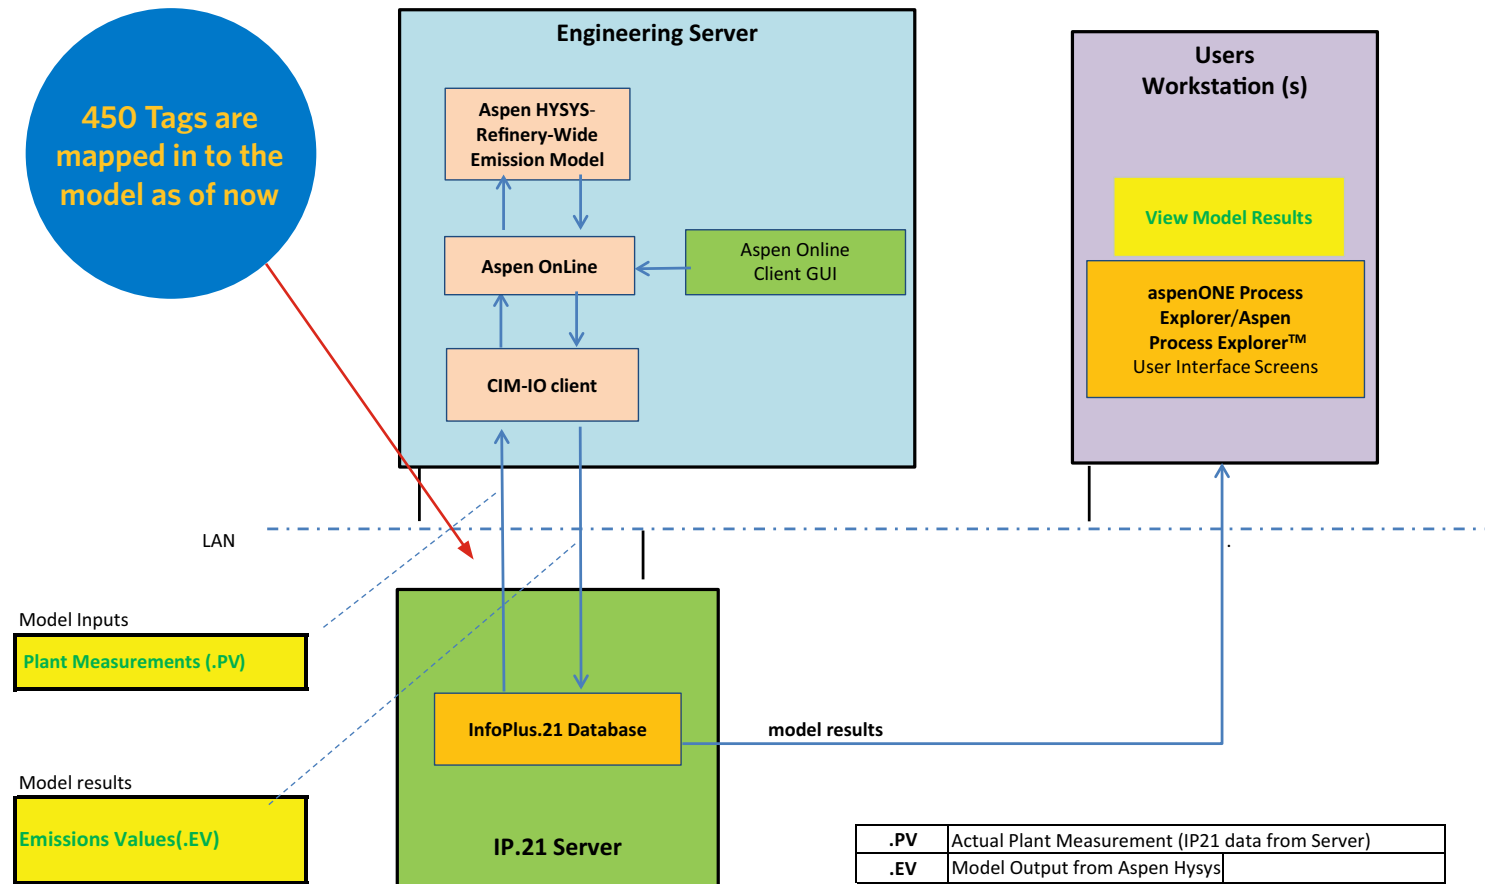 450 Tags are
mapped in to the
model as of now
Engineering Server
Aspen HYSYS-
Refinery-Wide
Emission Model
Aspen OnLine
Aspen Online
Client GUI
CIM-IO client
Users
Workstation (s)
View Model Results
aspenONE Process
Explorer/Aspen
Process Explorer™
User Interface Screens
LAN
Model Inputs
Plant Measurements (.PV)
InfoPlus.21 Database
model results
Model results
Emissions Values(.EV)
IP.21 Server
.PV Actual Plant Measurement (IP21 data from Server)
.EV Model Output from Aspen Hysys